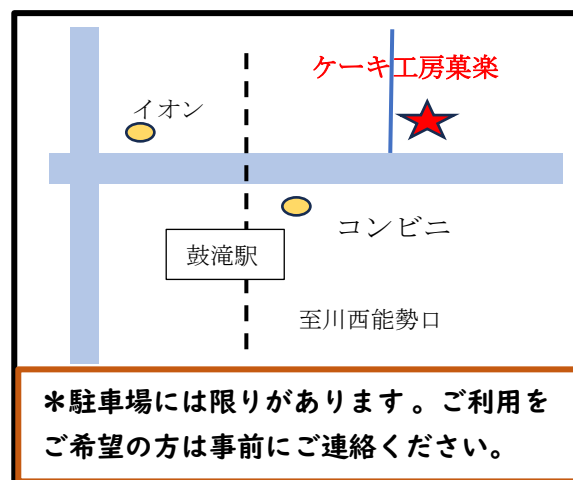 ケーキ工房菓楽
イオン
コンビニ
鼓滝駅
至川西能勢口
＊駐車場には限りがあります。ご利用を
ご希望の方は事前にご連絡ください。